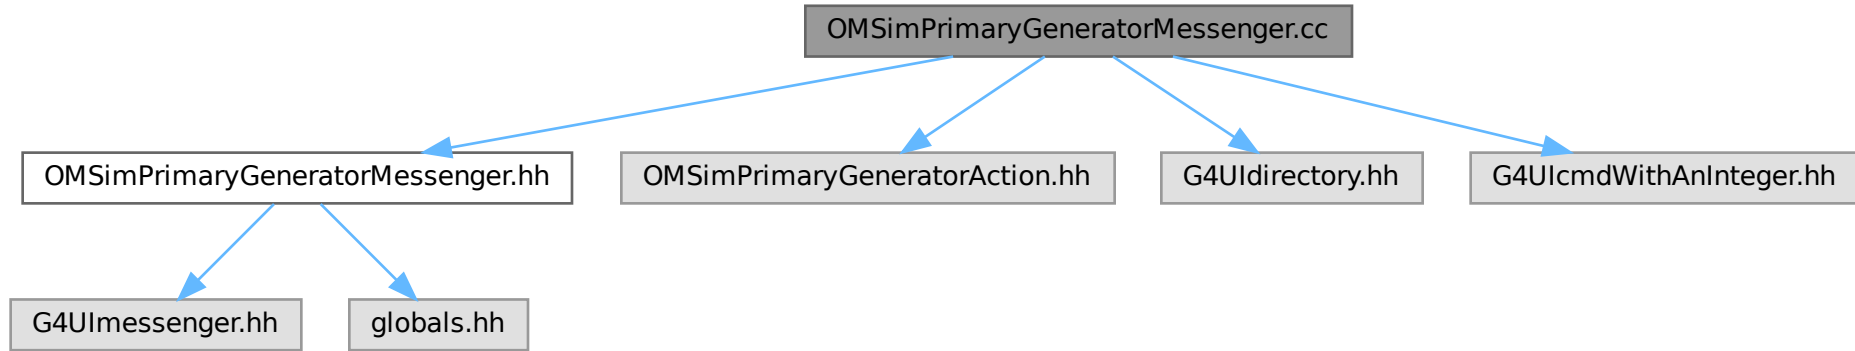 OMSimPrimaryGeneratorMessenger.cc
OMSimPrimaryGeneratorMessenger.hh
OMSimPrimaryGeneratorAction.hh
G4UIdirectory.hh
G4UIcmdWithAnInteger.hh
G4UImessenger.hh
globals.hh